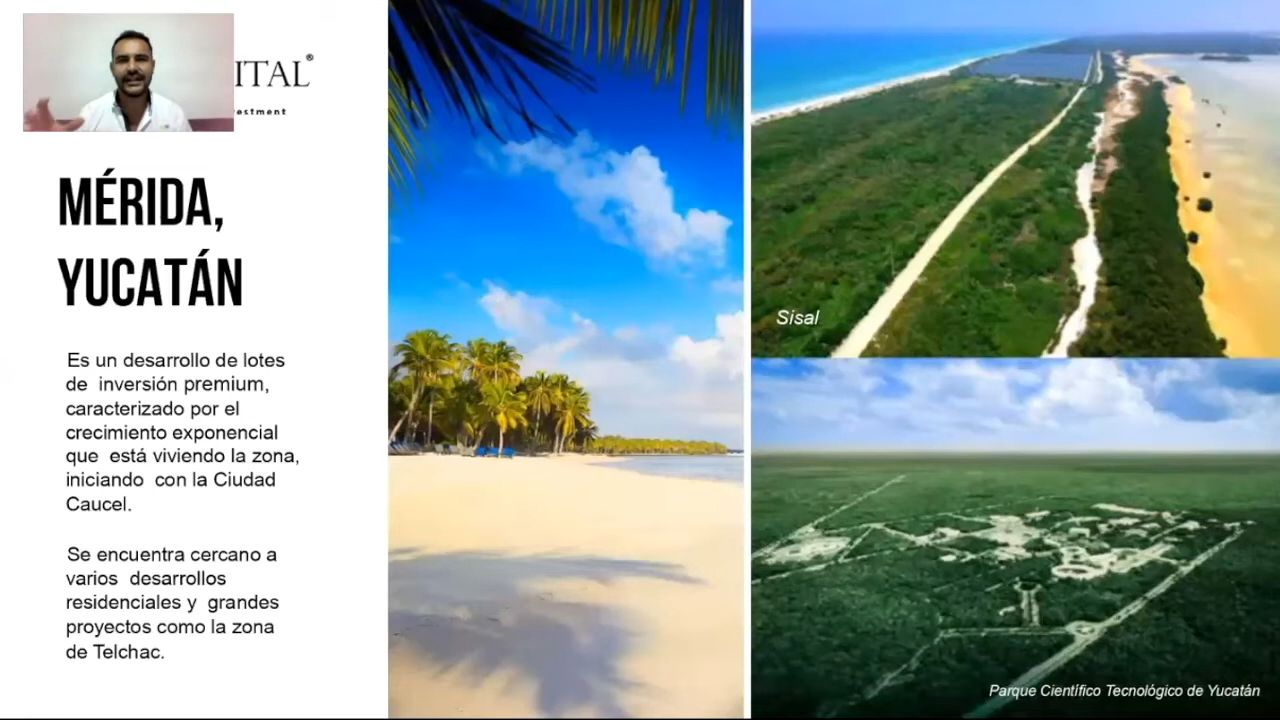 ITAL®
estment
MÉRIDA,
YUCATÁN
Es un desarrollo de lotes
de inversión premium,
caracterizado por el
crecimiento exponencial
que está viviendo la zona,
iniciando con la Ciudad
Caucel.
Se encuentra cercano a
varios desarrollos
residenciales y grandes
proyectos como la zona
de Telchac.
Sisal
Parque Científico Tecnológico de Yucatán